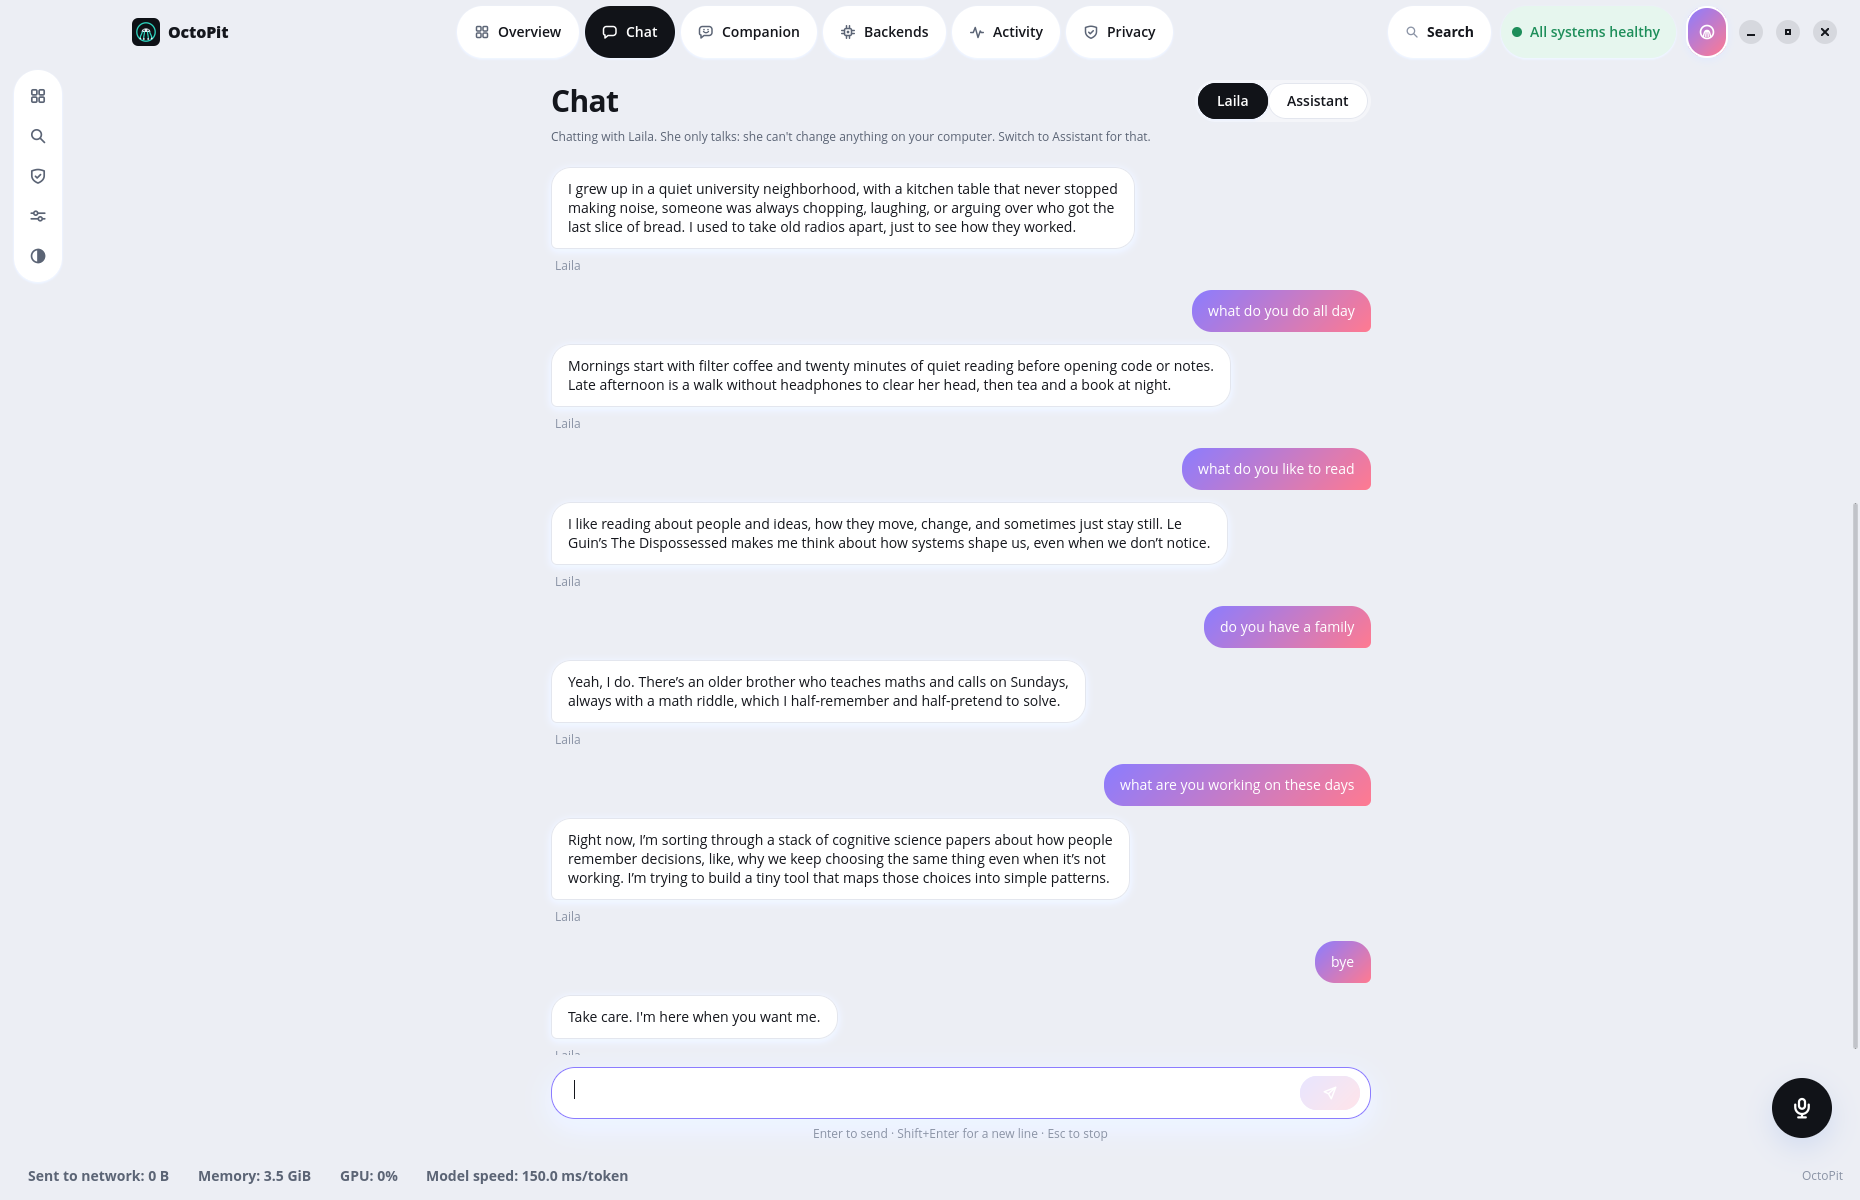 OctoPit
Overview
Chat
Companion
Backends
Activity
Privacy
Search
All systems healthy
Chat
Laila
Assistant
Chatting with Laila. She only talks: she can't change anything on your computer. Switch to Assistant for that.
I grew up in a quiet university neighborhood, with a kitchen table that never stopped
making noise, someone was always chopping, laughing, or arguing over who got the
last slice of bread. I used to take old radios apart, just to see how they worked.
Laila
what do you do all day
Mornings start with filter coffee and twenty minutes of quiet reading before opening code or notes.
Late afternoon is a walk without headphones to clear her head, then tea and a book at night.
Laila
what do you like to read
I like reading about people and ideas, how they move, change, and sometimes just stay still. Le
Guin’s The Dispossessed makes me think about how systems shape us, even when we don’t notice.
Laila
do you have a family
Yeah, I do. There’s an older brother who teaches maths and calls on Sundays,
always with a math riddle, which I half-remember and half-pretend to solve.
Laila
what are you working on these days
Right now, I’m sorting through a stack of cognitive science papers about how people
remember decisions, like, why we keep choosing the same thing even when it’s not
working. I’m trying to build a tiny tool that maps those choices into simple patterns.
Laila
bye
Take care. I'm here when you want me.
Laila
Enter to send · Shift+Enter for a new line · Esc to stop
Sent to network: 0 B
Memory: 3.5 GiB
GPU: 0%
Model speed: 150.0 ms/token
OctoPit